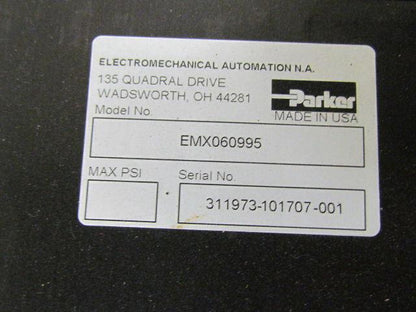 ELECTROMECHANICAL AUTOMATION N.A.
135 QUADRAL DRIVE
WADSWORTH, OH 44281
Parker
MADE IN USA
Model No.
EMX060995
MAX PSI
Serial No.
311973-101707-001